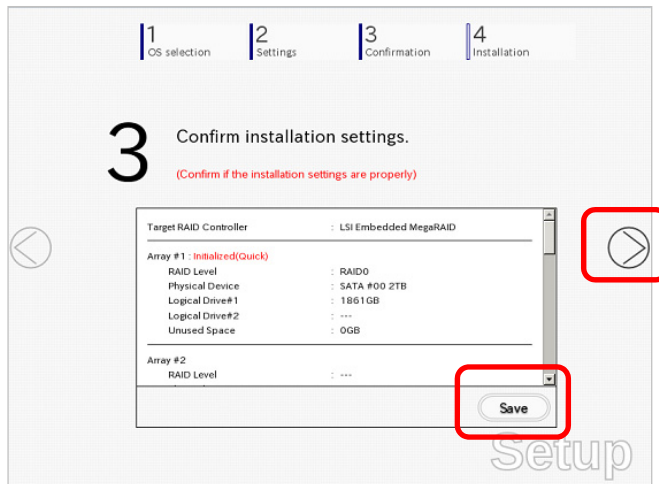 1 2 3 4
OS selection Settings Confirmation Installation
3 Confirm installation settings.
(Confirm if the installation settings are properly)
Target RAID Controller : LSI Embedded MegaRAID
Array #1 : Initialized(Quick)
RAID Level : RAID0
Physical Device : SATA #00 2TB
Logical Drive#1 : 1861GB
Logical Drive#2 : ---
Unused Space : 0GB
Array #2
RAID Level : ---
Save
Setup